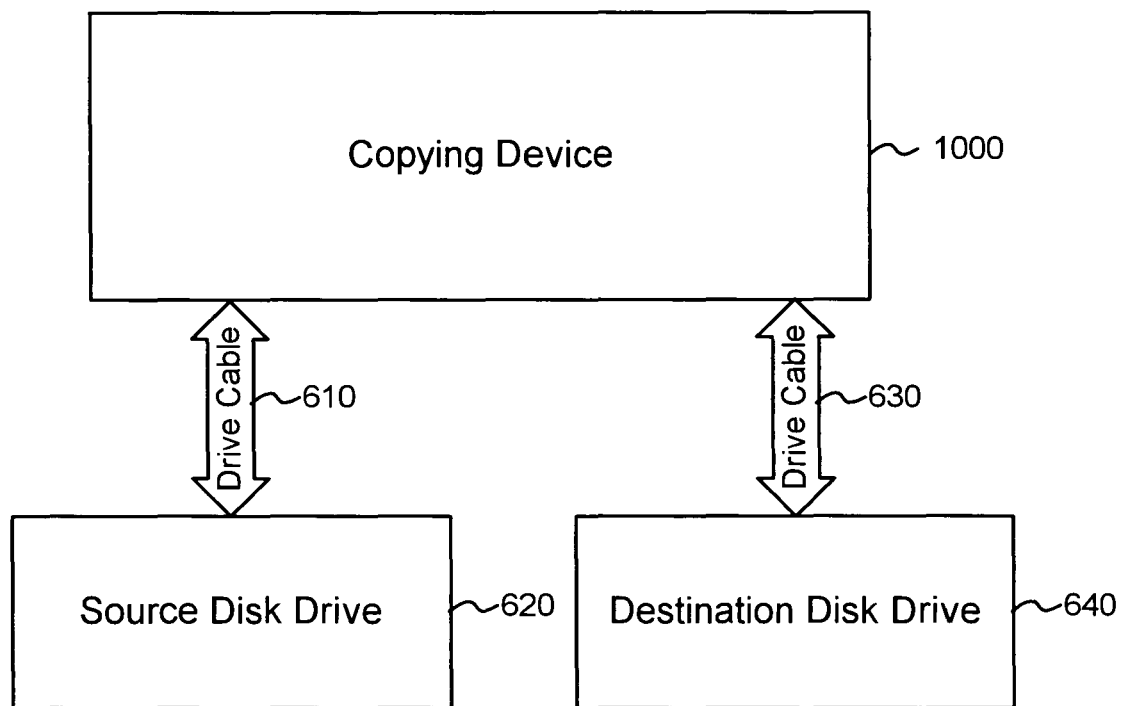 Copying Device
1000
Drive Cable
610
Drive Cable
630
Source Disk Drive
620
Destination Disk Drive
640